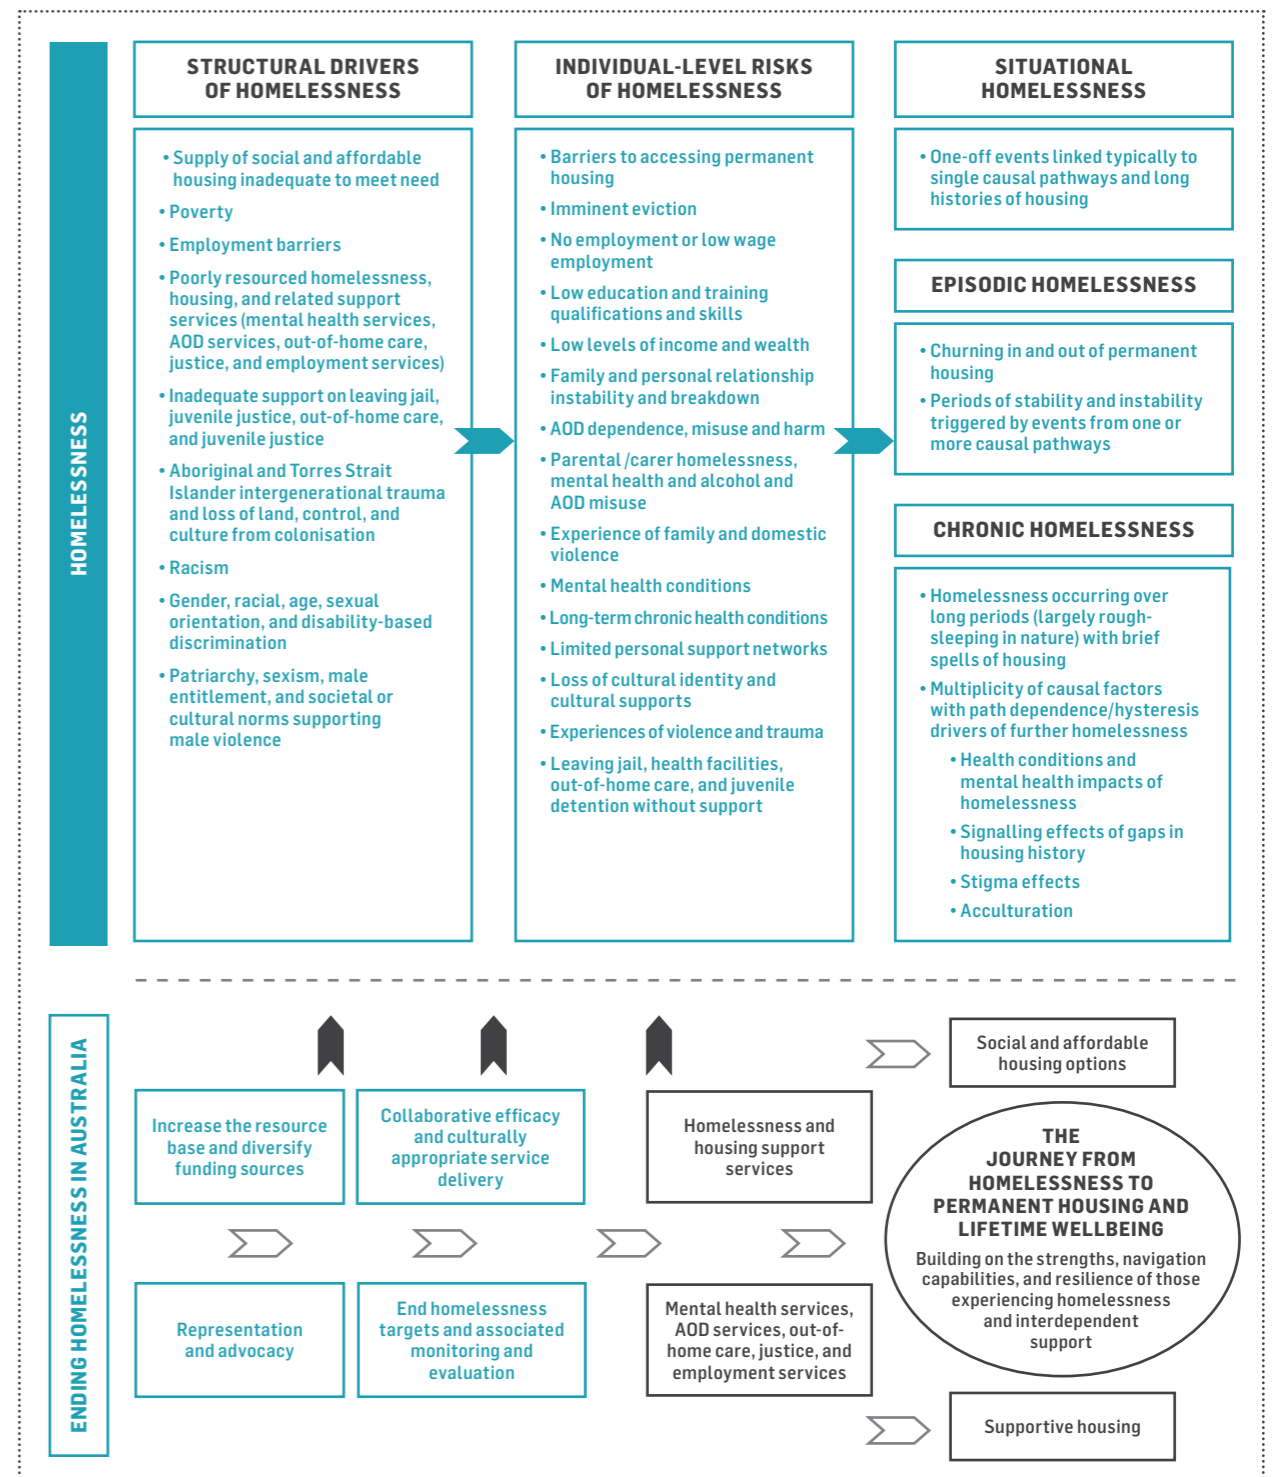 HOMELESSNESS
STRUCTURAL DRIVERS
OF HOMELESSNESS
• Supply of social and affordable
housing inadequate to meet need
• Poverty
• Employment barriers
• Poorly resourced homelessness,
housing, and related support
services (mental health services,
AOD services, out-of-home care,
justice, and employment services)
• Inadequate support on leaving jail,
juvenile justice, out-of-home care,
and juvenile justice
• Aboriginal and Torres Strait
Islander intergenerational trauma
and loss of land, control, and
culture from colonisation
• Racism
• Gender, racial, age, sexual
orientation, and disability-based
discrimination
• Patriarchy, sexism, male
entitlement, and societal or
cultural norms supporting
male violence
INDIVIDUAL-LEVEL RISKS
OF HOMELESSNESS
• Barriers to accessing permanent
housing
• Imminent eviction
• No employment or low wage
employment
• Low education and training
qualifications and skills
• Low levels of income and wealth
• Family and personal relationship
instability and breakdown
• AOD dependence, misuse and harm
• Parental /carer homelessness,
mental health and alcohol and
AOD misuse
• Experience of family and domestic
violence
• Mental health conditions
• Long-term chronic health conditions
• Limited personal support networks
• Loss of cultural identity and
cultural supports
• Experiences of violence and trauma
• Leaving jail, health facilities,
out-of-home care, and juvenile
detention without support
SITUATIONAL
HOMELESSNESS
• One-off events linked typically to
single causal pathways and long
histories of housing
EPISODIC HOMELESSNESS
• Churning in and out of permanent
housing
• Periods of stability and instability
triggered by events from one or
more causal pathways
CHRONIC HOMELESSNESS
• Homelessness occurring over
long periods (largely rough-
sleeping in nature) with brief
spells of housing
• Multiplicity of causal factors
with path dependence/hysteresis
drivers of further homelessness
• Health conditions and
mental health impacts of
homelessness
• Signalling effects of gaps in
housing history
• Stigma effects
• Acculturation
ENDING HOMELESSNESS IN AUSTRALIA
Increase the resource
base and diversify
funding sources
Collaborative efficacy
and culturally
appropriate service
delivery
Homelessness and
housing support
services
Representation
and advocacy
End homelessness
targets and associated
monitoring and
evaluation
Mental health services,
AOD services, out-of-
home care, justice, and
employment services
Social and affordable
housing options
THE
JOURNEY FROM
HOMELESSNESS TO
PERMANENT HOUSING AND
LIFETIME WELLBEING
Building on the strengths, navigation
capabilities, and resilience of those
experiencing homelessness
and interdependent
support
Supportive housing